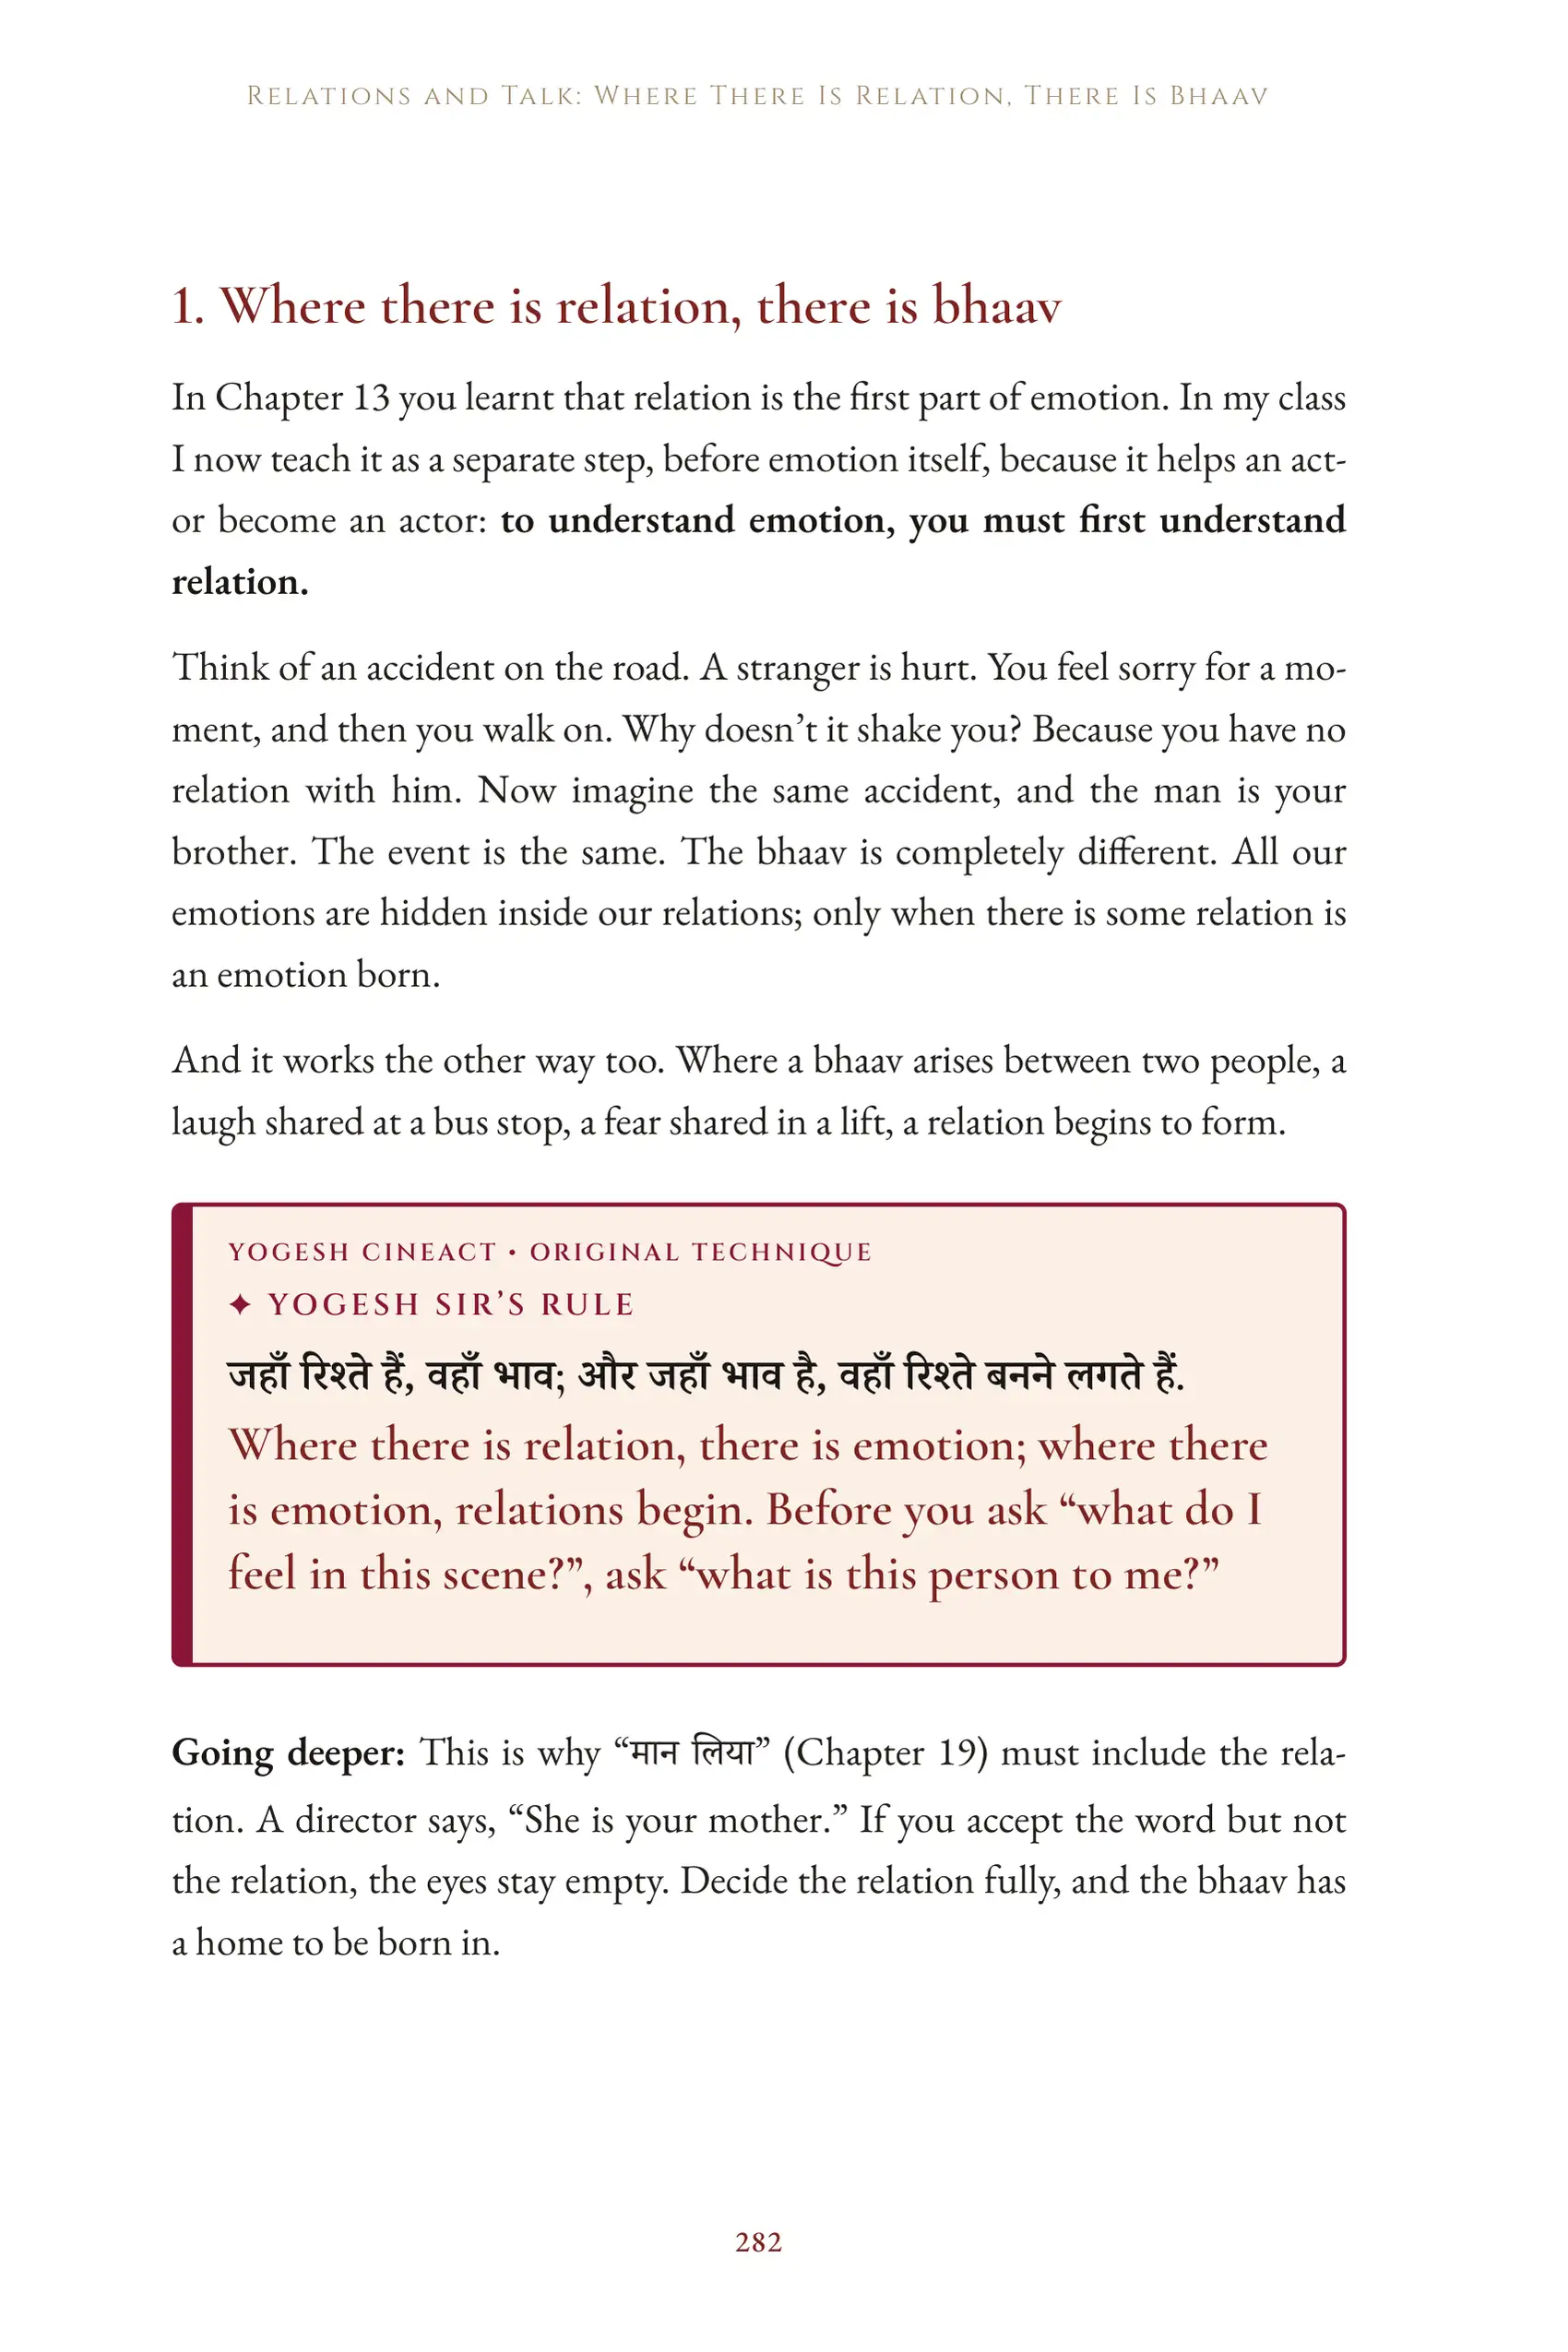 Relations and Talk: Where There Is Relation, There Is Bhaav
1. Where there is relation, there is bhaav
In Chapter 13 you learnt that relation is the first part of emotion. In my class
I now teach it as a separate step, before emotion itself, because it helps an act-
or become an actor: to understand emotion, you must first understand
relation.
Think of an accident on the road. A stranger is hurt. You feel sorry for a mo-
ment, and then you walk on. Why doesn’t it shake you? Because you have no
relation with him. Now imagine the same accident, and the man is your
brother. The event is the same. The bhaav is completely different. All our
emotions are hidden inside our relations; only when there is some relation is
an emotion born.
And it works the other way too. Where a bhaav arises between two people, a
laugh shared at a bus stop, a fear shared in a lift, a relation begins to form.
YOGESH CINEACT • ORIGINAL TECHNIQUE
✦ YOGESH SIR’S RULE
जहाँ रिश्ते हैं, वहाँ भाव; और जहाँ भाव है, वहाँ रिश्ते बनने लगते हैं.
Where there is relation, there is emotion; where there
is emotion, relations begin. Before you ask “what do I
feel in this scene?”, ask “what is this person to me?”
Going deeper: This is why “मान लिया” (Chapter 19) must include the rela-
tion. A director says, “She is your mother.” If you accept the word but not
the relation, the eyes stay empty. Decide the relation fully, and the bhaav has
a home to be born in.
282